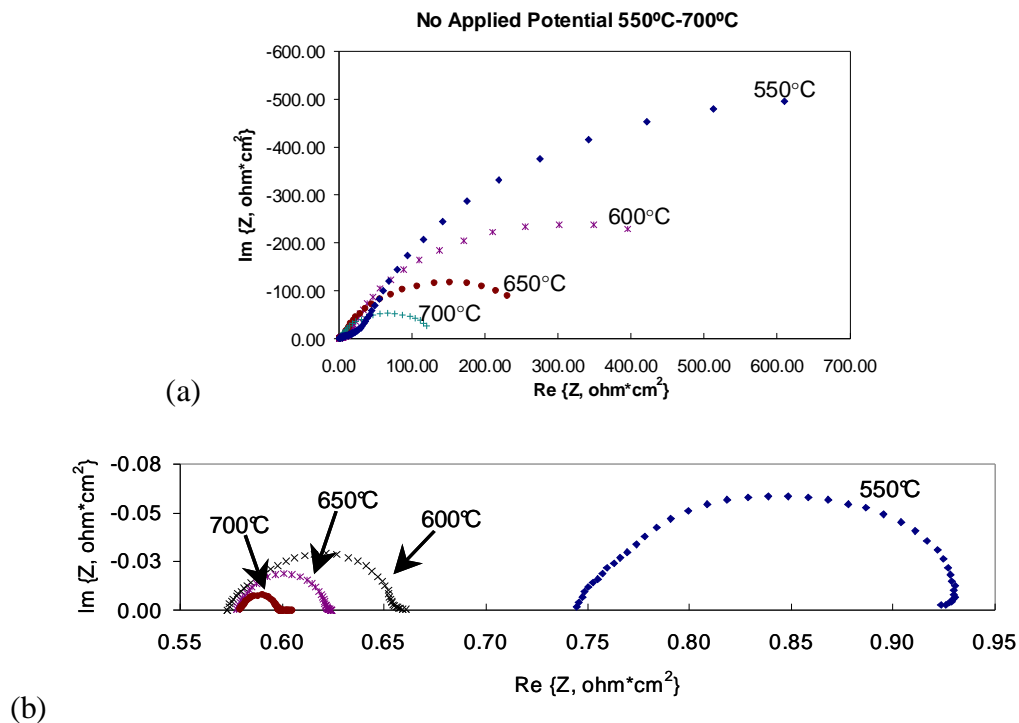 No Applied Potential 550ºC-700ºC
-600.00
-500.00
-400.00
-300.00
-200.00
-100.00
0.00
Im {Z, ohm*cm²}
550°C
600°C
650°C
700°C
0.00 100.00 200.00 300.00 400.00 500.00 600.00 700.00
Re {Z, ohm*cm²}
(a)
-0.08
-0.05
-0.03
0.00
Im {Z, ohm*cm²}
700℃
650℃
600℃
550℃
0.55 0.60 0.65 0.70 0.75 0.80 0.85 0.90 0.95
Re {Z, ohm*cm²}
(b)